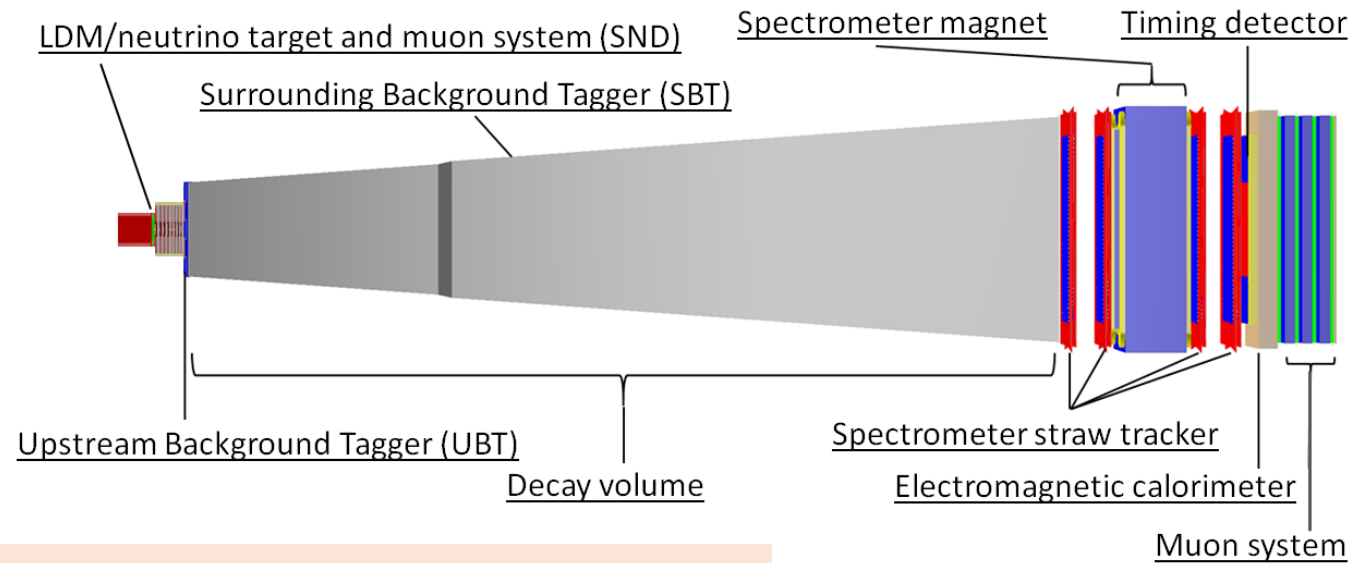 Spectrometer magnet
Timing detector
LDM/neutrino target and muon system (SND)
Surrounding Background Tagger (SBT)
Upstream Background Tagger (UBT)
Spectrometer straw tracker
Decay volume
Electromagnetic calorimeter
Muon system